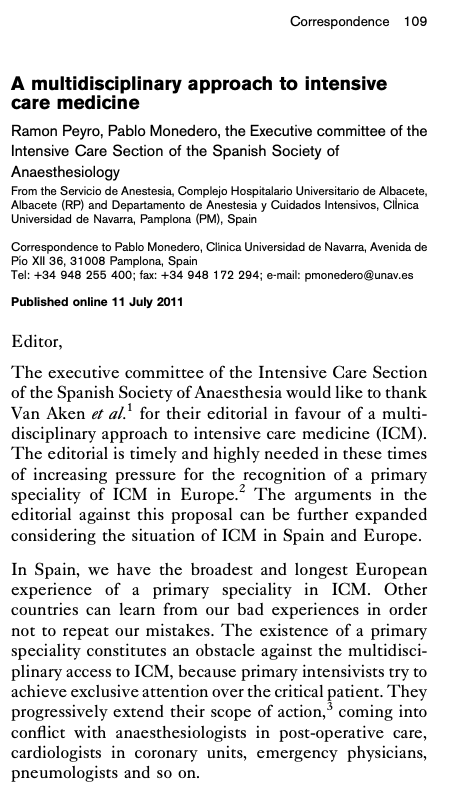 Correspondence 109
A multidisciplinary approach to intensive
care medicine
Ramon Peyro, Pablo Monedero, the Executive committee of the
Intensive Care Section of the Spanish Society of
Anaesthesiology
From the Servicio de Anestesia, Complejo Hospitalario Universitario de Albacete,
Albacete (RP) and Departamento de Anestesia y Cuidados Intensivos, Clínica
Universidad de Navarra, Pamplona (PM), Spain
Correspondence to Pablo Monedero, Clinica Universidad de Navarra, Avenida de
Pío XII 36, 31008 Pamplona, Spain
Tel: +34 948 255 400; fax: +34 948 172 294; e-mail: pmonedero@unav.es
Published online 11 July 2011
Editor,
The executive committee of the Intensive Care Section
of the Spanish Society of Anaesthesia would like to thank
Van Aken et al.1 for their editorial in favour of a multi-
disciplinary approach to intensive care medicine (ICM).
The editorial is timely and highly needed in these times
of increasing pressure for the recognition of a primary
speciality of ICM in Europe.2 The arguments in the
editorial against this proposal can be further expanded
considering the situation of ICM in Spain and Europe.
In Spain, we have the broadest and longest European
experience of a primary speciality in ICM. Other
countries can learn from our bad experiences in order
not to repeat our mistakes. The existence of a primary
speciality constitutes an obstacle against the multidisci-
plinary access to ICM, because primary intensivists try to
achieve exclusive attention over the critical patient. They
progressively extend their scope of action,3 coming into
conflict with anaesthesiologists in post-operative care,
cardiologists in coronary units, emergency physicians,
pneumologists and so on.